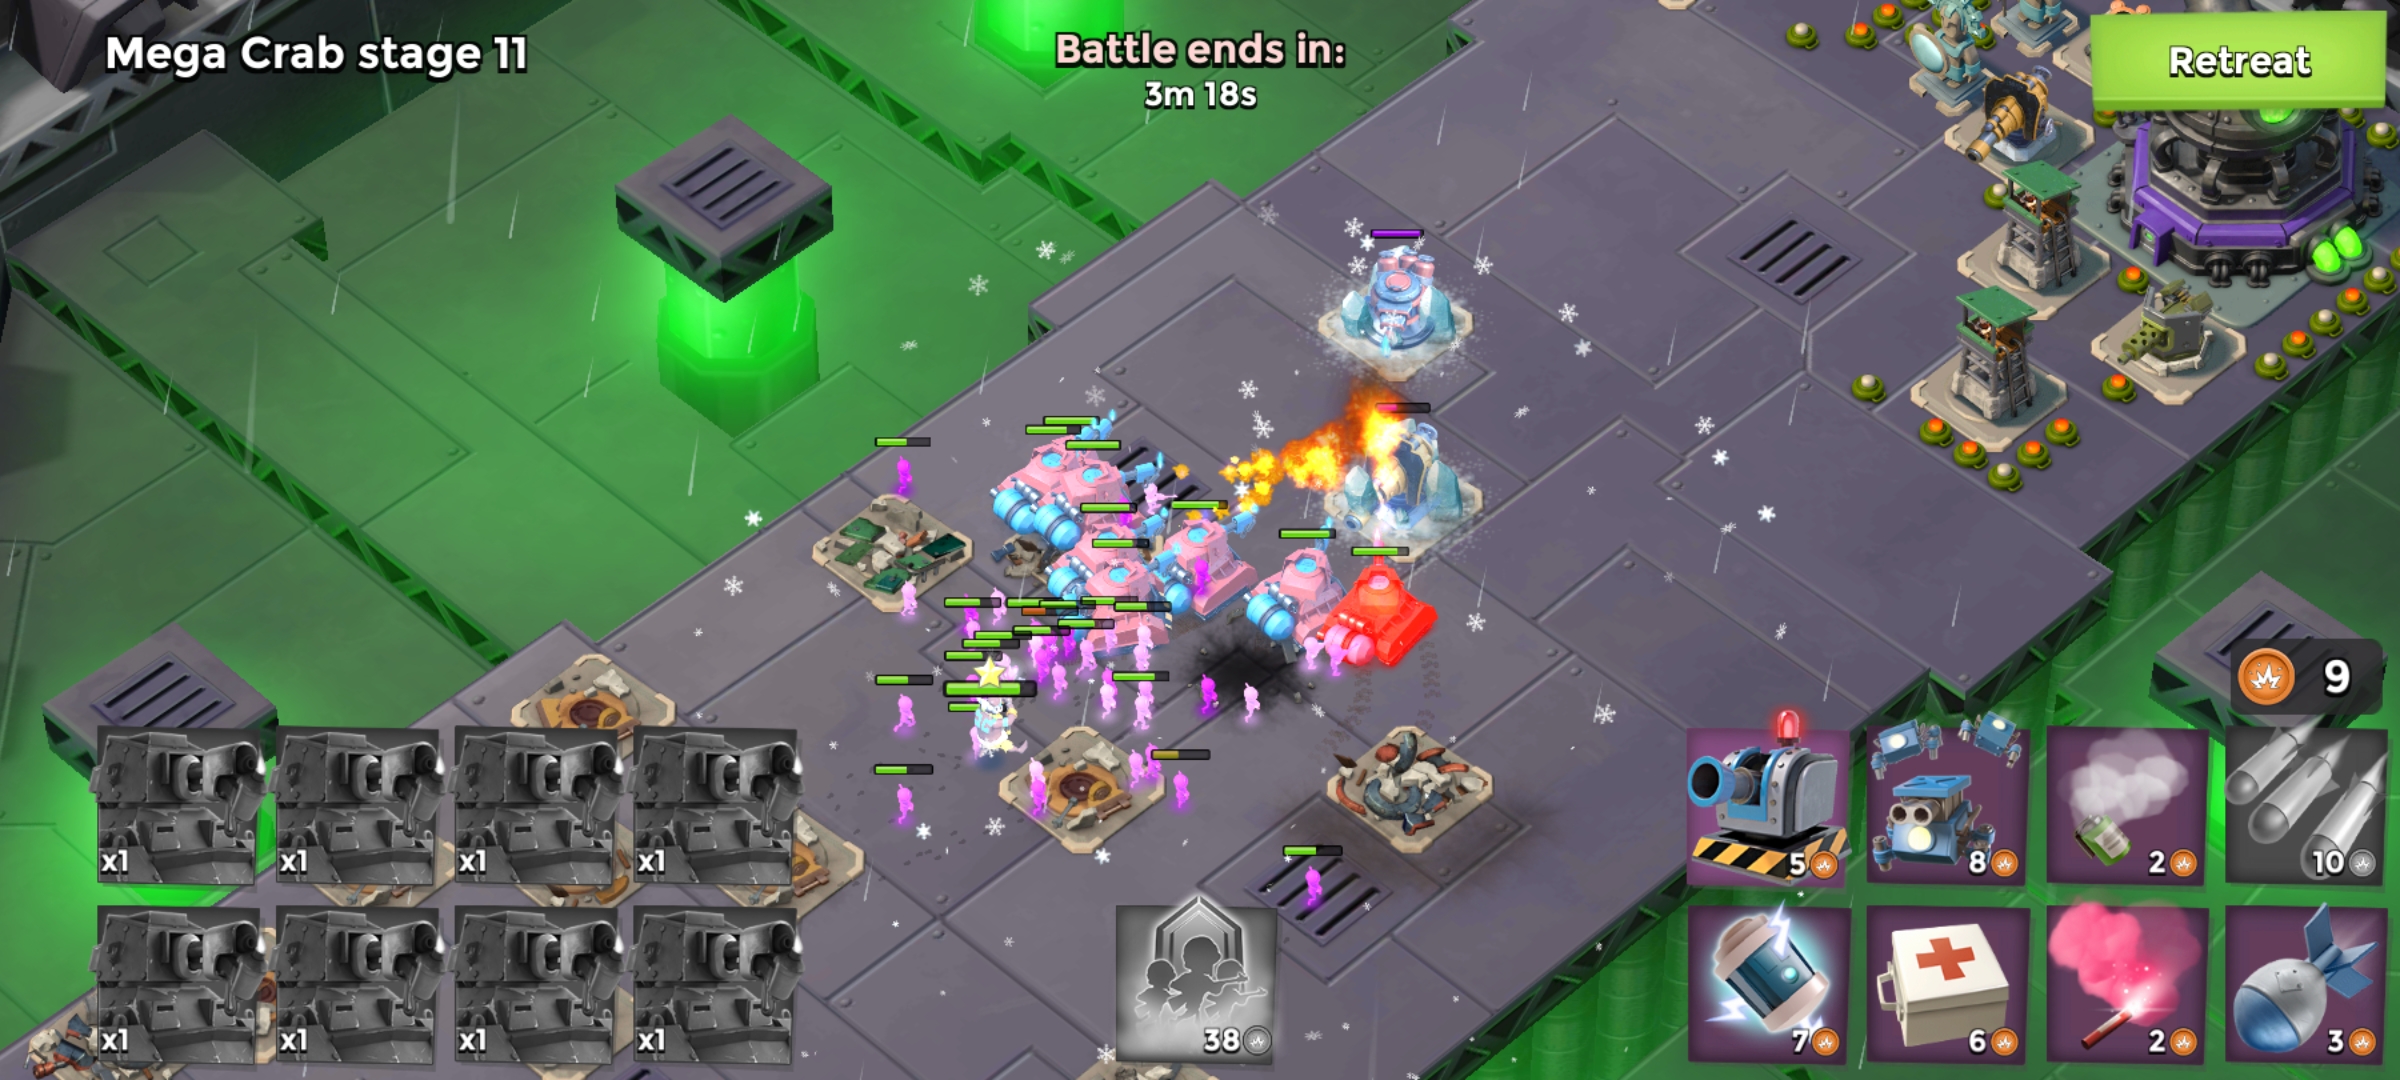 Mega Crab stage 11
Battle ends in:
3m 18s
Retreat
9
x1
x1
x1
x1
5
8
2
10
x1
x1
x1
x1
38
7
6
2
3